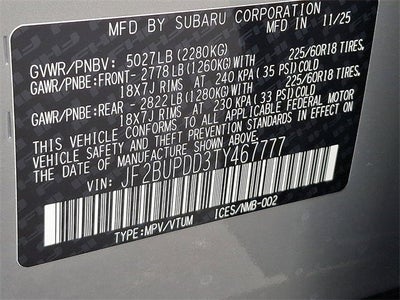 MFD BY SUBARU CORPORATION
MFD IN 11/25
GVWR/PNBV: 5027LB (2280KG)
GAWR/PNBE:FRONT- 2778LB (1260KG) 225/60R18 TIRES,
18X7J RIMS AT 240 KPA (35 PSI) COLD
GAWR/PNBE:REAR - 2822LB (1280KG) 225/60R18 TIRES,
18X7J RIMS AT 230 KPA (33 PSI) COLD
THIS VEHICLE CONFORMS TO ALL APPLICABLE FEDERAL MOTOR
VEHICLE SAFETY AND THEFT PREVENTION STANDARDS IN EFFECT ON
THE DATE OF MANUFACTURE SHOWN ABOVE.
VIN: JF2BUPDD3TY467777
TYPE:MPV/VTUM ICES/NMB-002